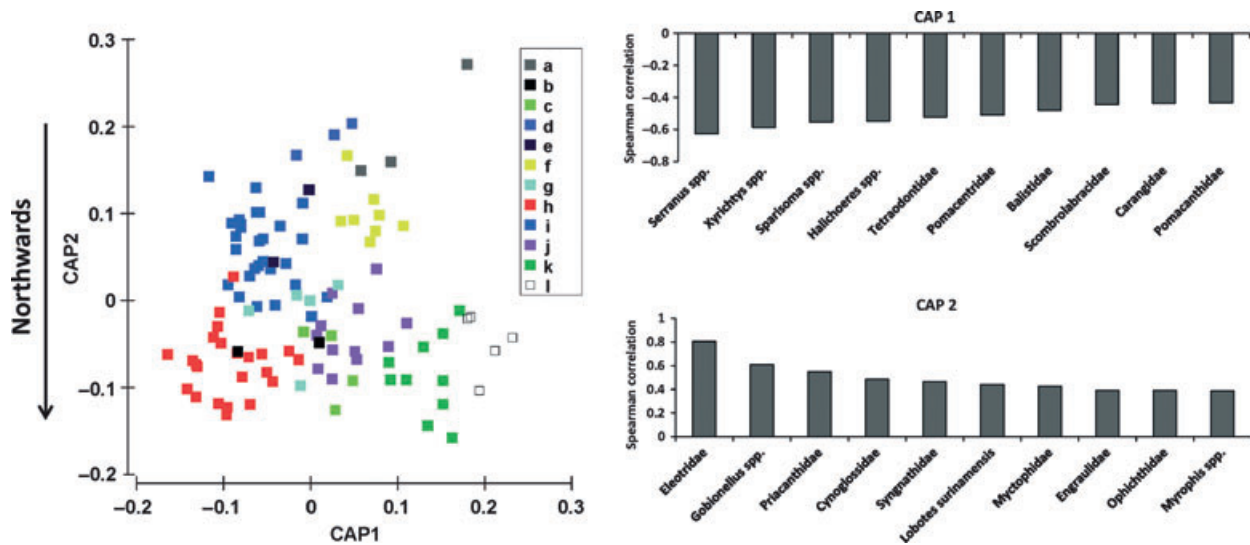 0.3
0.2
0.1
0
–0.1
–0.2
CAP2
Northwards
–0.2
–0.1
0
0.1
0.2
0.3
CAP1
a
b
c
d
e
f
g
h
i
j
k
l
CAP 1
Spearman correlation
0
–0.2
–0.4
–0.6
–0.8
Serranus spp.
Xyrichtys spp.
Sparisoma spp.
Halichoeres spp.
Tetraodontidae
Pomacentridae
Balistidae
Scombrolabracidae
Carangidae
Pomacanthidae
CAP 2
Spearman correlation
1
0.8
0.6
0.4
0.2
0
Eleotridae
Gobionellus spp.
Priacanthidae
Cynoglossidae
Syngnathidae
Lobotes surinamensis
Myctophidae
Engraulidae
Ophichthidae
Myrophis spp.